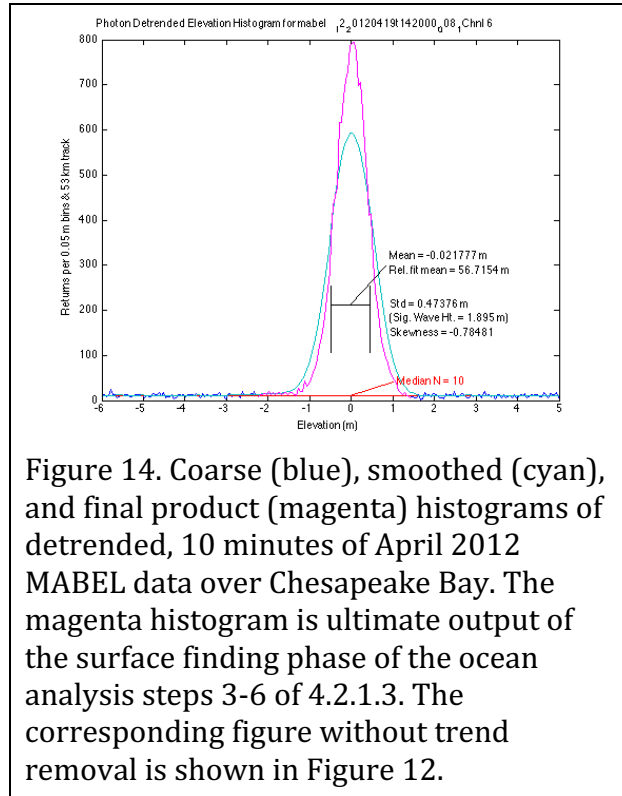 Photon Detrended Elevation Histogram for mabel l2_20120419t142000_008_1 Chnl 6
800
700
600
500
400
300
200
100
0
Returns per 0.05 m bins & 53 km track
Mean = -0.021777 m
Rel. fit mean = 56.7154 m
Std = 0.47376 m
(Sig. Wave Ht. = 1.895 m)
Skewness = -0.78481
Median N = 10
-6 -5 -4 -3 -2 -1 0 1 2 3 4 5
Elevation (m)
Figure 14. Coarse (blue), smoothed (cyan),
and final product (magenta) histograms of
detrended, 10 minutes of April 2012
MABEL data over Chesapeake Bay. The
magenta histogram is ultimate output of
the surface finding phase of the ocean
analysis steps 3-6 of 4.2.1.3. The
corresponding figure without trend
removal is shown in Figure 12.